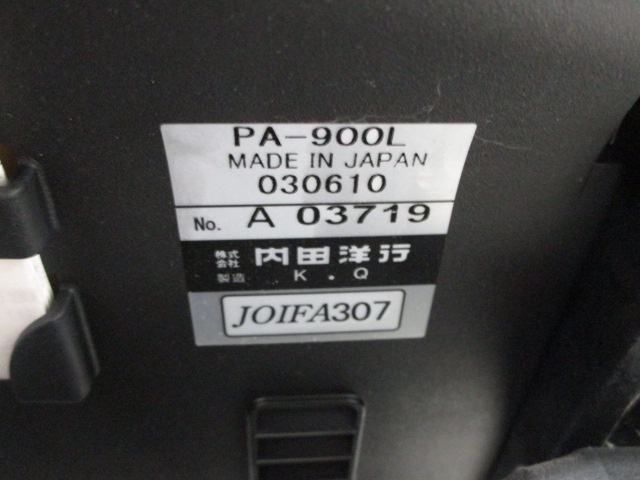 PA-900L
MADE IN JAPAN
030610
No. A 03719
株式会社 内田洋行
製造 K.Q
JOIFA307